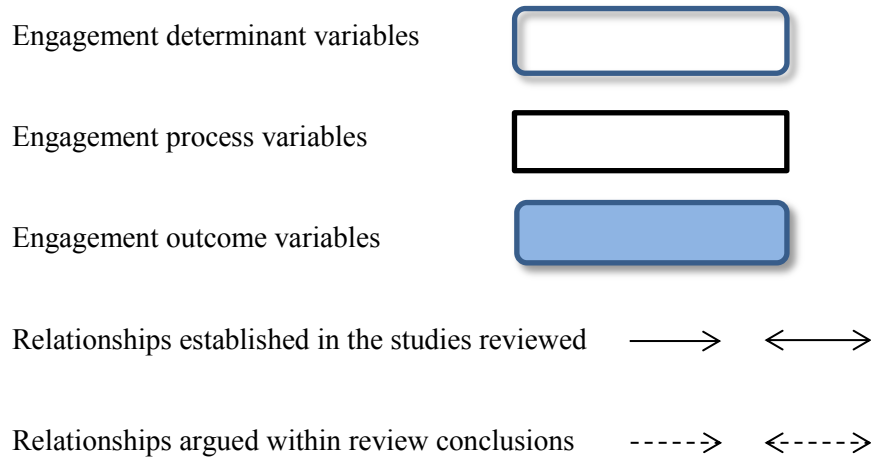 Engagement determinant variables
Engagement process variables
Engagement outcome variables
Relationships established in the studies reviewed
Relationships argued within review conclusions